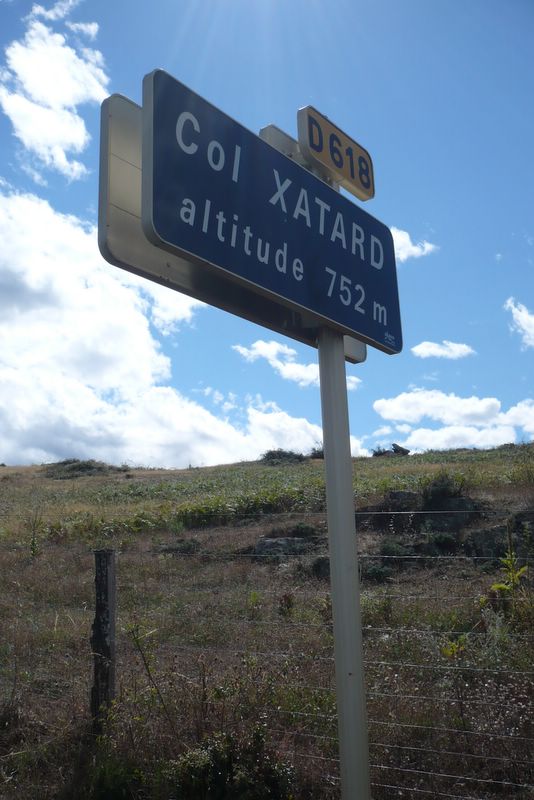 D618
Col XATARD
altitude 752 m